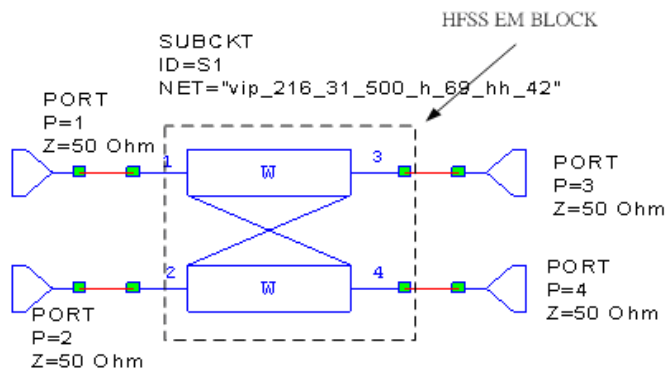 HFSS EM BLOCK
SUBCKT
ID=S1
NET="vip_216_31_500_h_69_hh_42"
PORT
P=1
Z=50 Ohm
1
W
3
PORT
P=3
Z=50 Ohm
2
W
4
PORT
P=4
Z=50 Ohm
PORT
P=2
Z=50 Ohm